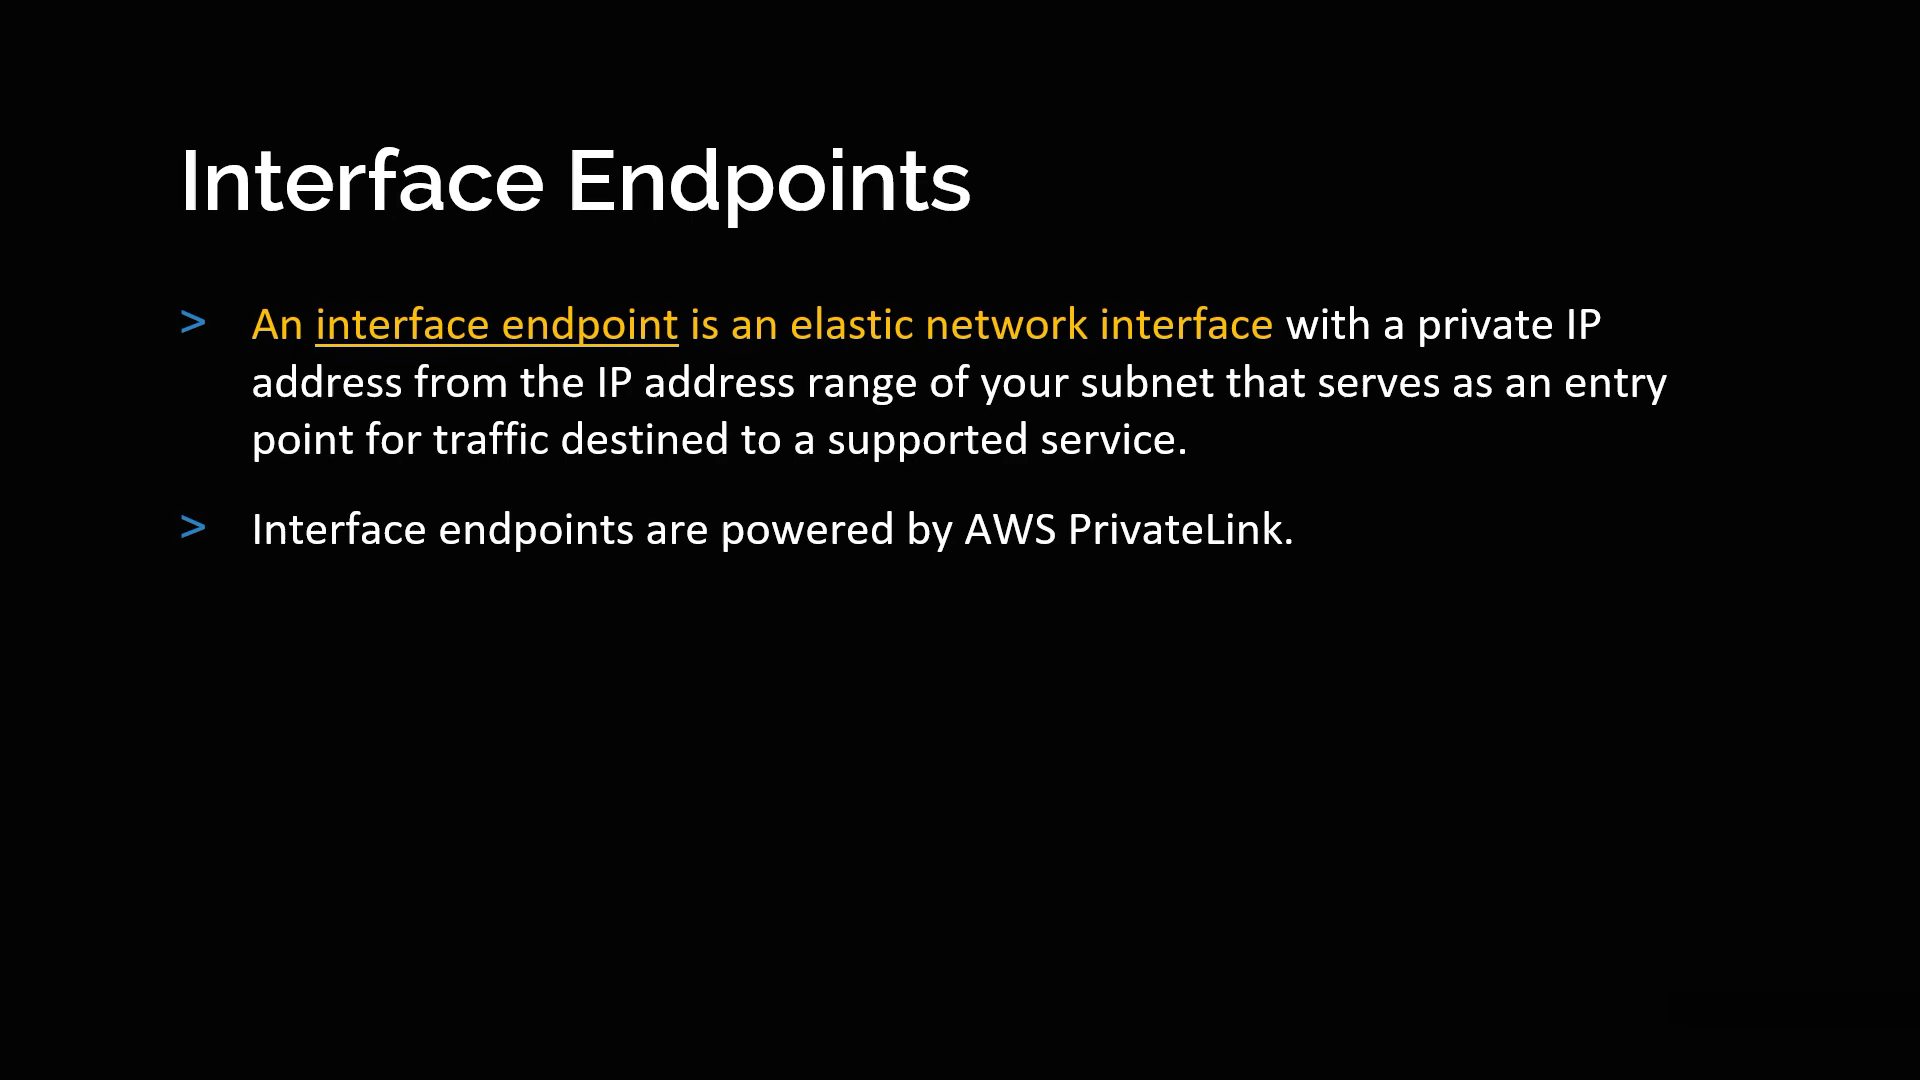 Interface Endpoints
> An interface endpoint is an elastic network interface with a private IP
address from the IP address range of your subnet that serves as an entry
point for traffic destined to a supported service.
> Interface endpoints are powered by AWS PrivateLink.